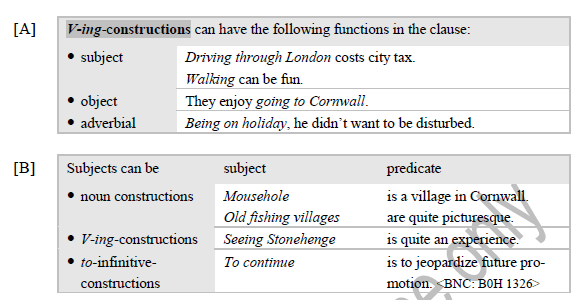 [A] V-ing-constructions can have the following functions in the clause:
• subject Driving through London costs city tax.
Walking can be fun.
• object They enjoy going to Cornwall.
• adverbial Being on holiday, he didn’t want to be disturbed.
[B] Subjects can be subject predicate
• noun constructions Mousehole is a village in Cornwall.
Old fishing villages are quite picturesque.
• V-ing-constructions Seeing Stonehenge is quite an experience.
• to-infinitive- To continue is to jeopardize future pro-
constructions motion. <BNC: B0H 1326>